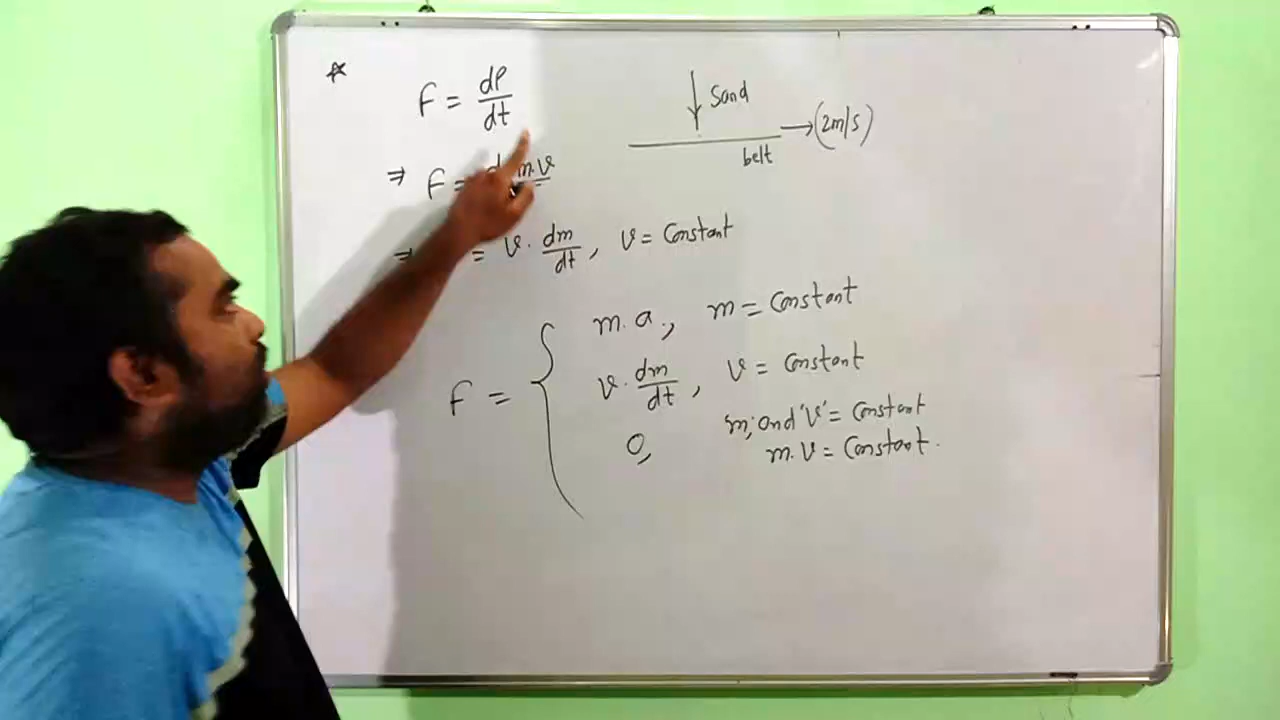 ☆
F = dP/dt
Sand
→ (2m/s)
belt
⇒ F = d m.v
⇒ = v. dm/dt, v = Constant
F = { m.a, m = Constant
v. dm/dt, v = Constant
0, m, and 'v' = Constant
m.v = Constant.